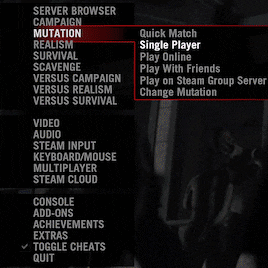 SERVER BROWSER
CAMPAIGN
MUTATION
REALISM
SURVIVAL
SCAVENGE
VERSUS CAMPAIGN
VERSUS REALISM
VERSUS SURVIVAL
Quick Match
Single Player
Play Online
Play With Friends
Play on Steam Group Server
Change Mutation
VIDEO
AUDIO
STEAM INPUT
KEYBOARD/MOUSE
MULTIPLAYER
STEAM CLOUD
CONSOLE
ADD-ONS
ACHIEVEMENTS
EXTRAS
TOGGLE CHEATS
QUIT